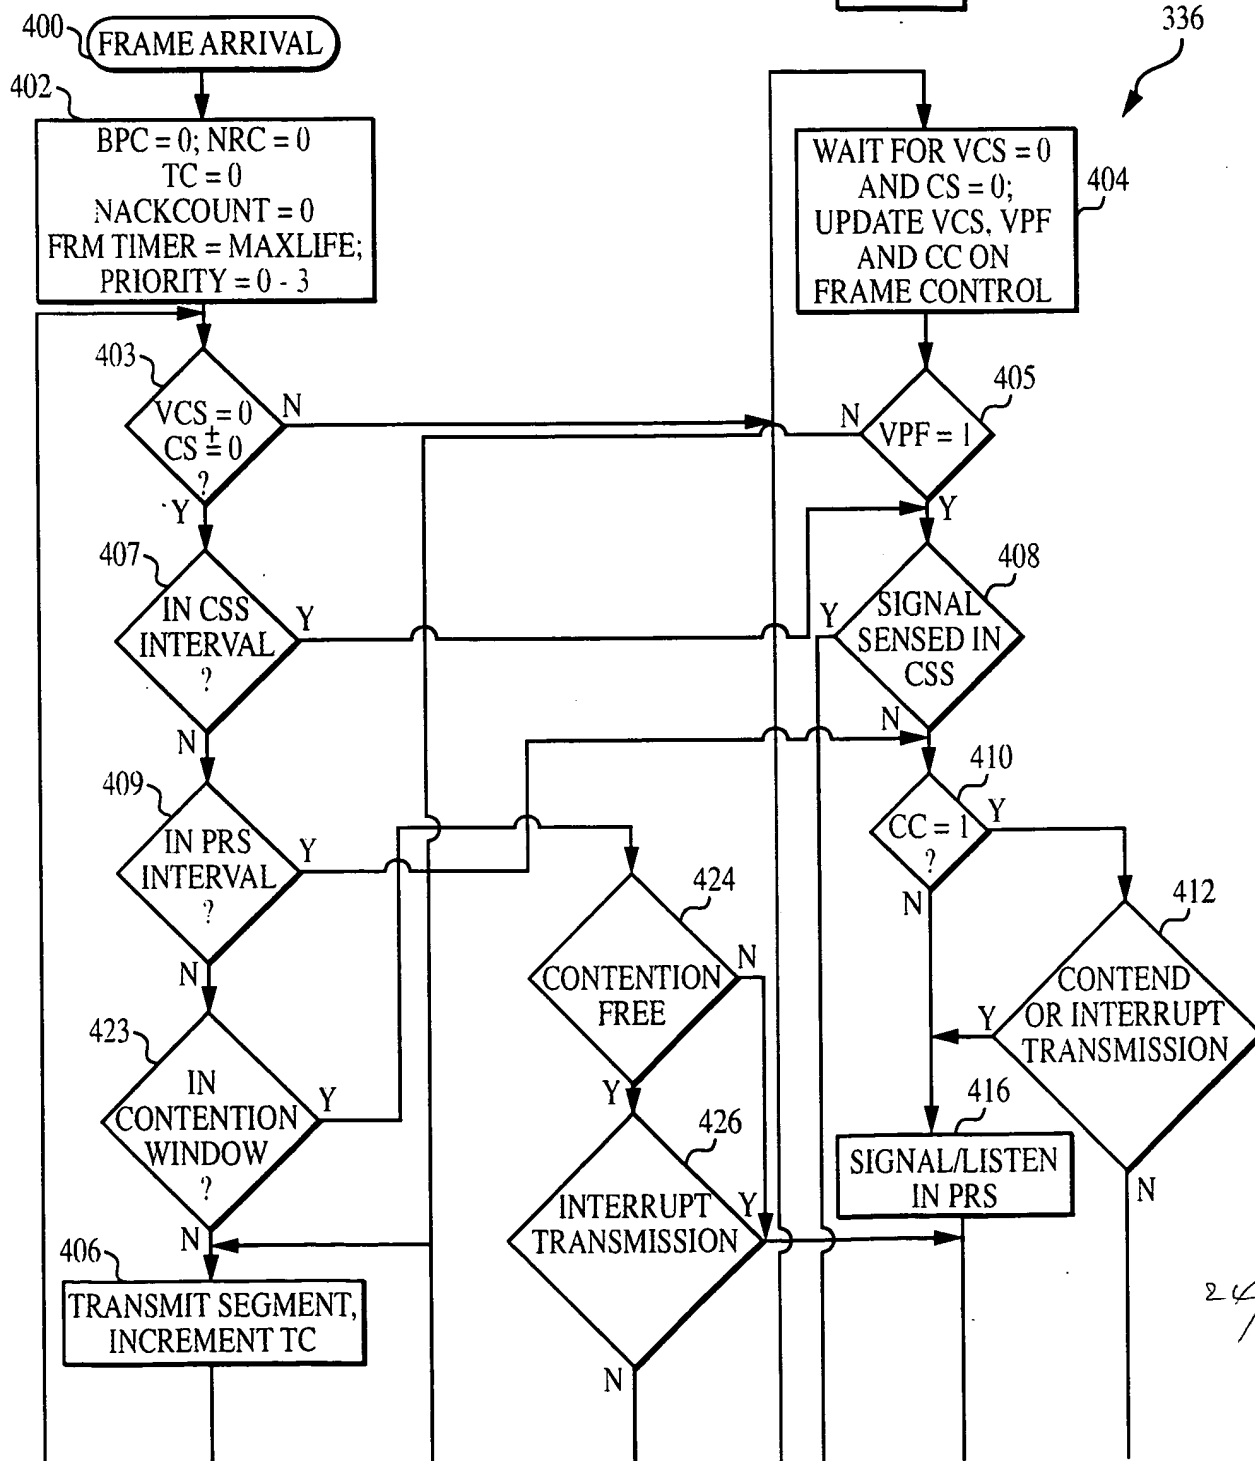 336
400
FRAME ARRIVAL
402
BPC = 0; NRC = 0
TC = 0
NACKCOUNT = 0
FRM TIMER = MAXLIFE;
PRIORITY = 0 - 3
WAIT FOR VCS = 0
AND CS = 0;
UPDATE VCS, VPF
AND CC ON
FRAME CONTROL
404
403
VCS = 0
+
CS = 0
?
N
Y
405
VPF = 1
N
Y
407
IN CSS
INTERVAL
?
Y
N
408
SIGNAL
SENSED IN
CSS
Y
N
409
IN PRS
INTERVAL
?
Y
N
410
CC = 1
?
Y
N
424
CONTENTION
FREE
N
Y
412
CONTEND
OR INTERRUPT
TRANSMISSION
Y
N
423
IN
CONTENTION
WINDOW
?
Y
N
426
INTERRUPT
TRANSMISSION
Y
N
416
SIGNAL/LISTEN
IN PRS
406
TRANSMIT SEGMENT,
INCREMENT TC